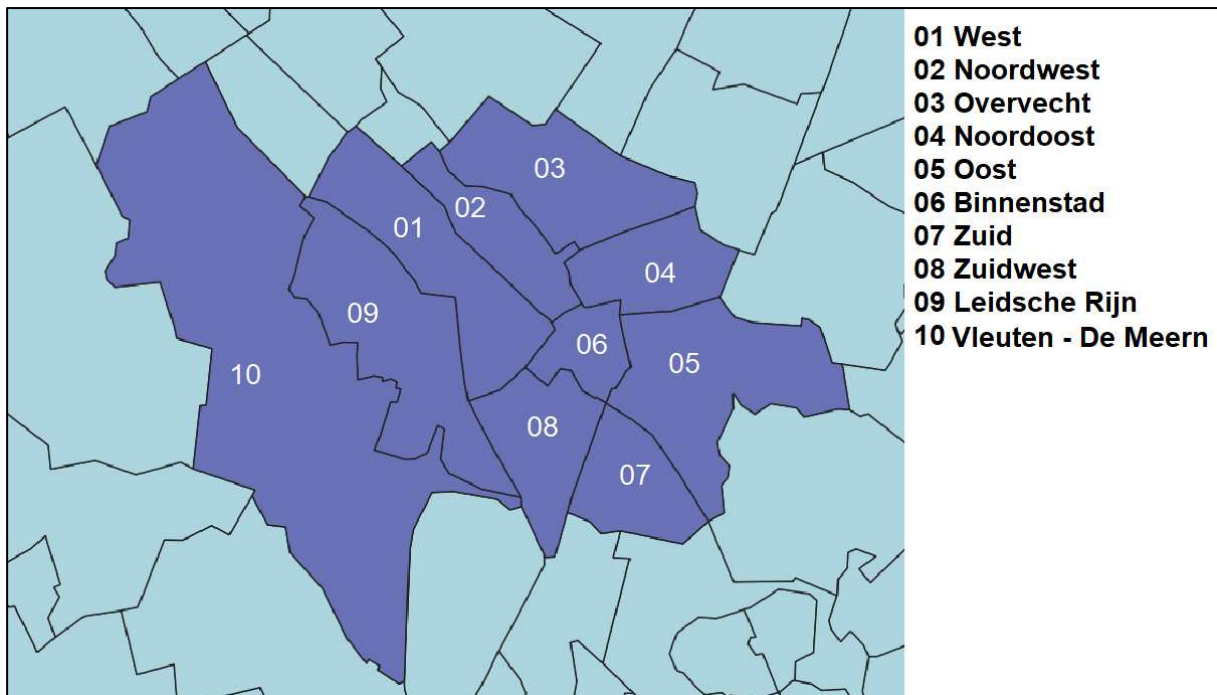 01 West
02 Noordwest
03 Overvecht
04 Noordoost
05 Oost
06 Binnenstad
07 Zuid
08 Zuidwest
09 Leidsche Rijn
10 Vleuten - De Meern
03
02
01
04
09
06
05
10
08
07